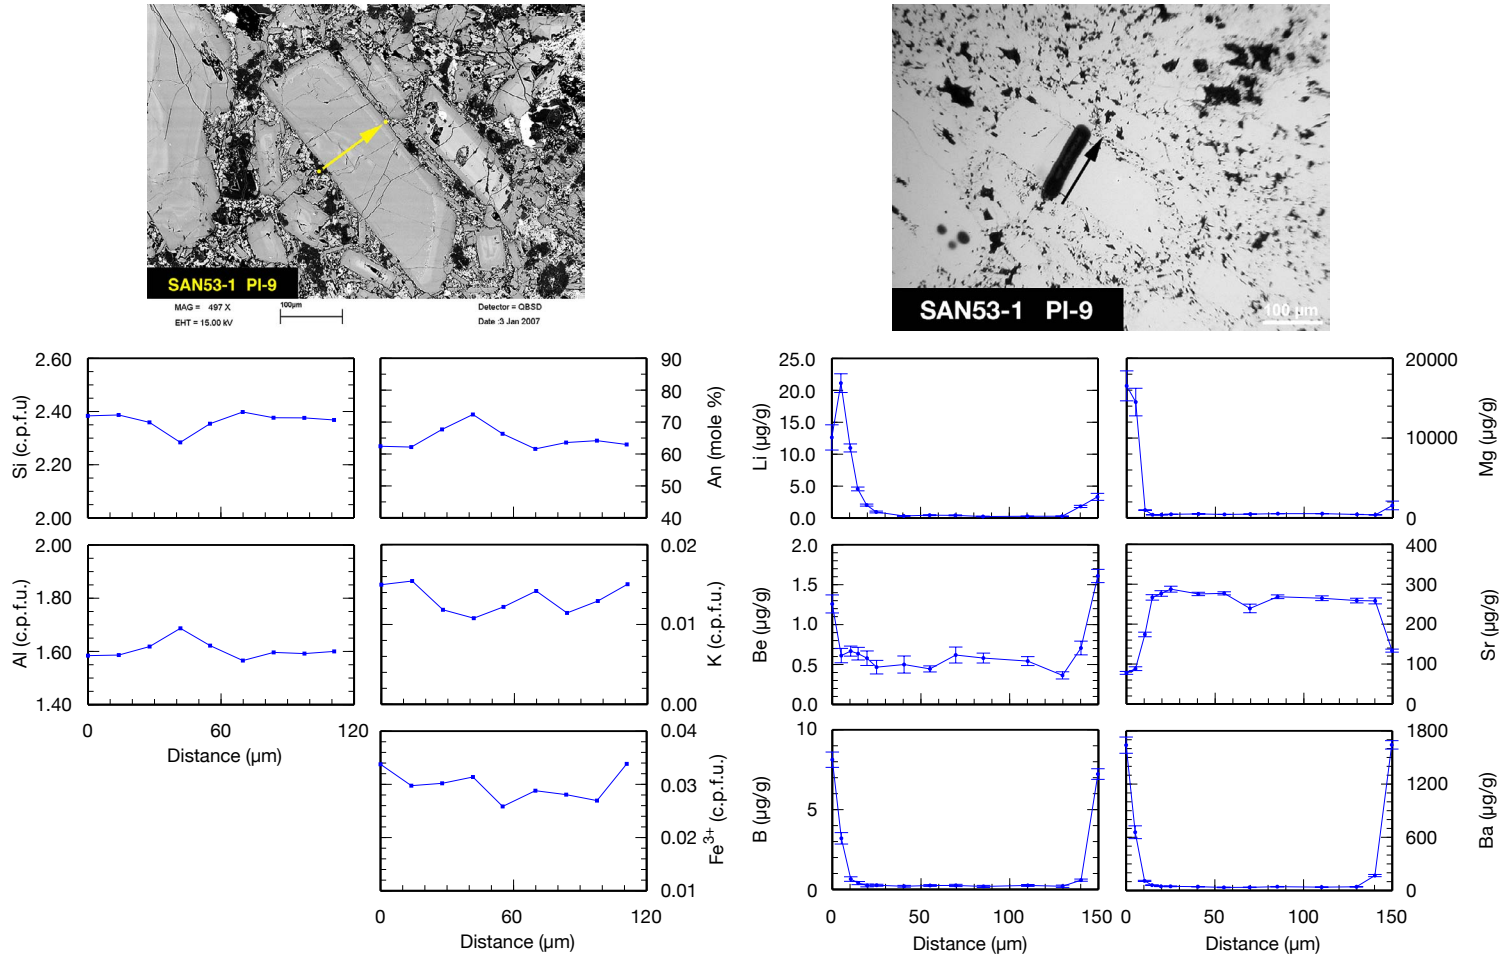 SAN53-1 Pl-9
MAG = 497 X
EHT = 15.00 kV
100µm
Detector = QBSD
Date :3 Jan 2007
SAN53-1 Pl-9
100 µm
2.60
2.40
2.20
2.00
Si (c.p.f.u)
90
80
70
60
50
40
An (mole %)
25.0
20.0
15.0
10.0
5.0
0.0
Li (µg/g)
20000
10000
0
Mg (µg/g)
2.00
1.80
1.60
1.40
Al (c.p.f.u.)
0 60 120
Distance (µm)
0.02
0.01
0.00
K (c.p.f.u.)
2.0
1.5
1.0
0.5
0.0
Be (µg/g)
400
300
200
100
0
Sr (µg/g)
0.04
0.03
0.02
0.01
Fe3+ (c.p.f.u.)
0 60 120
Distance (µm)
10
5
0
B (µg/g)
0 50 100 150
Distance (µm)
1800
1200
600
0
Ba (µg/g)
0 50 100 150
Distance (µm)